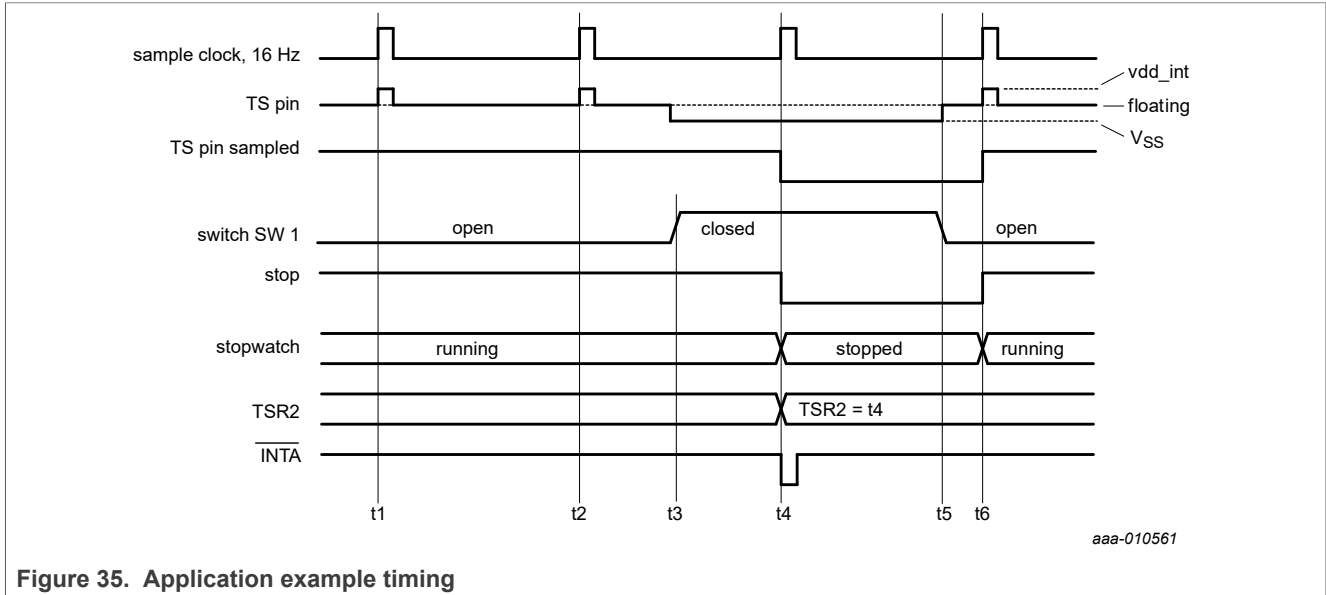 sample clock, 16 Hz
vdd_int
TS pin
floating
VSS
TS pin sampled
switch SW 1
open
closed
open
stop
stopwatch
running
stopped
running
TSR2
TSR2 = t4
INTA
t1 t2 t3 t4 t5 t6
aaa-010561
Figure 35. Application example timing